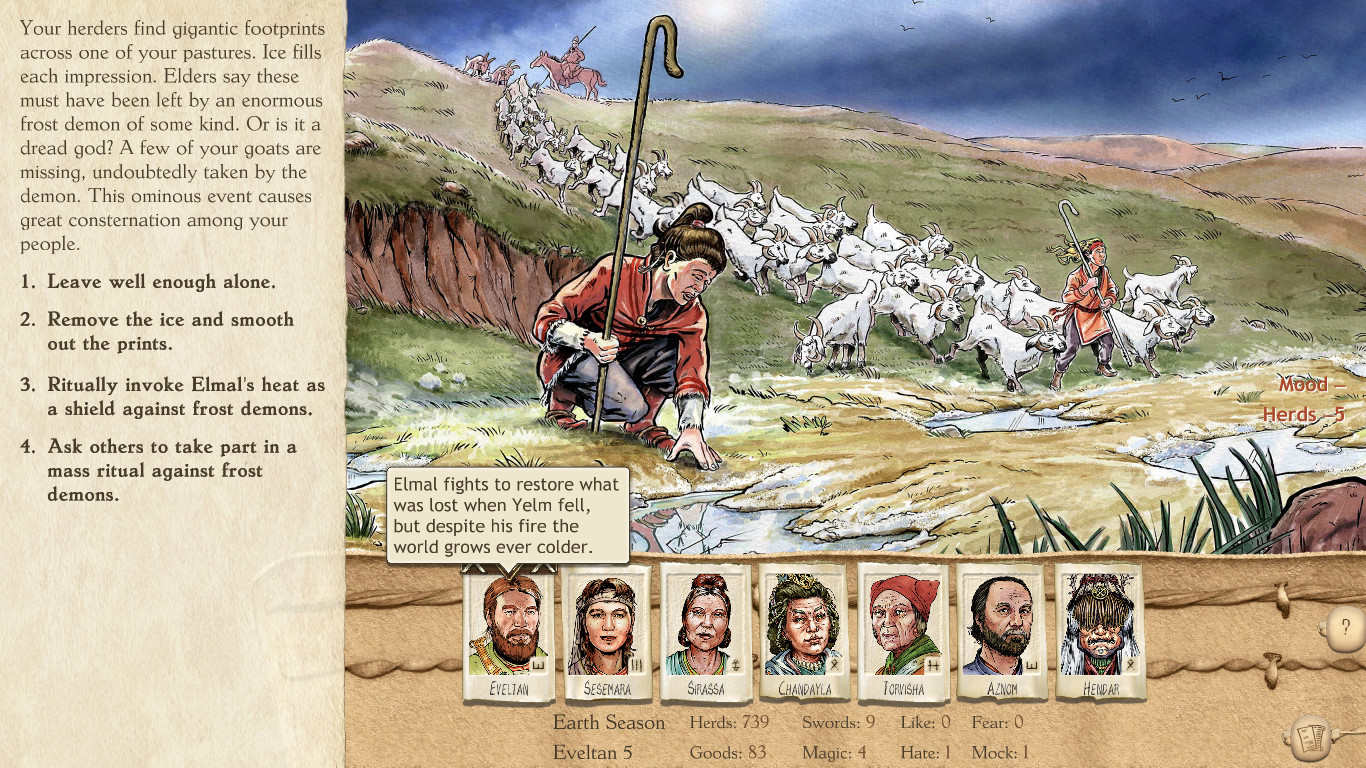 Your herders find gigantic footprints
across one of your pastures. Ice fills
each impression. Elders say these
must have been left by an enormous
frost demon of some kind. Or is it a
dread god? A few of your goats are
missing, undoubtedly taken by the
demon. This ominous event causes
great consternation among your
people.
1. Leave well enough alone.
2. Remove the ice and smooth
out the prints.
3. Ritually invoke Elmal's heat as
a shield against frost demons.
4. Ask others to take part in a
mass ritual against frost
demons.
Mood –
Herds –5
Elmal fights to restore what
was lost when Yelm fell,
but despite his fire the
world grows ever colder.
EVELTAN SESEMARA SIRASSA CHANDAYLA TORVISHA AZNOM HENDAR
Earth Season Herds: 739 Swords: 9 Like: 0 Fear: 0
Eveltan 5 Goods: 83 Magic: 4 Hate: 1 Mock: 1
?